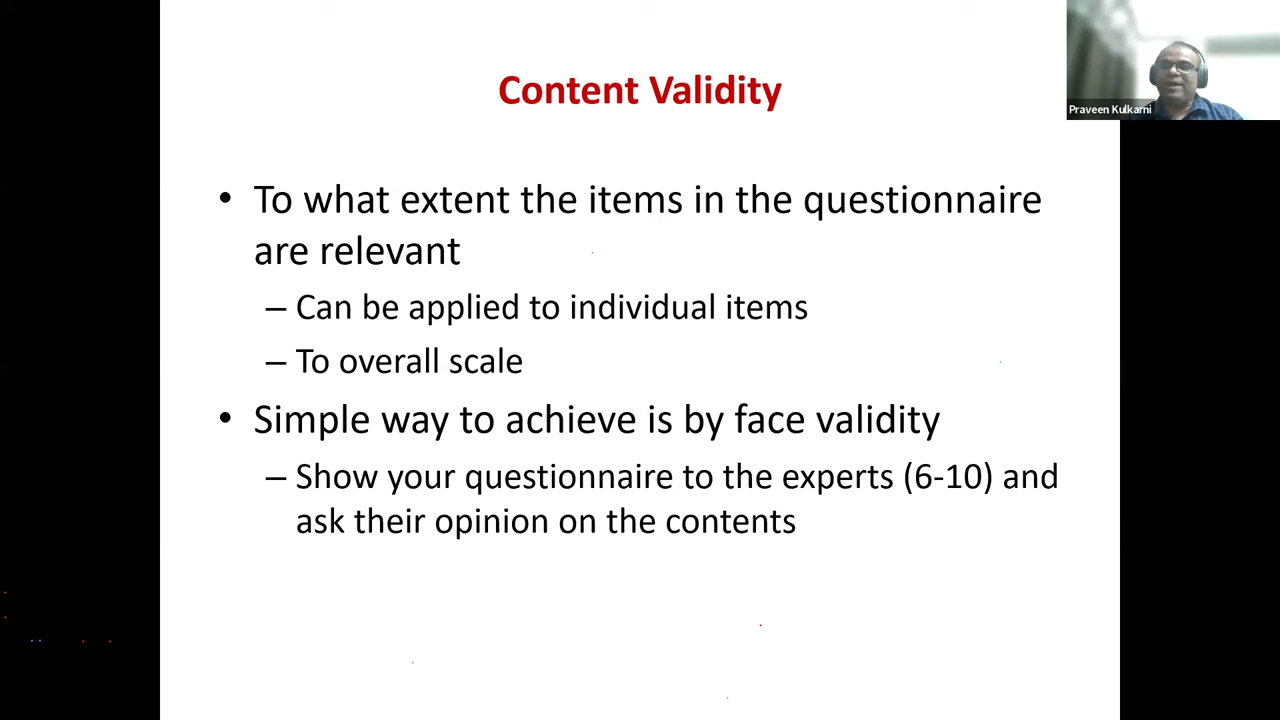 Content Validity
Praveen Kulkarni
• To what extent the items in the questionnaire
are relevant
– Can be applied to individual items
– To overall scale
• Simple way to achieve is by face validity
– Show your questionnaire to the experts (6-10) and
ask their opinion on the contents